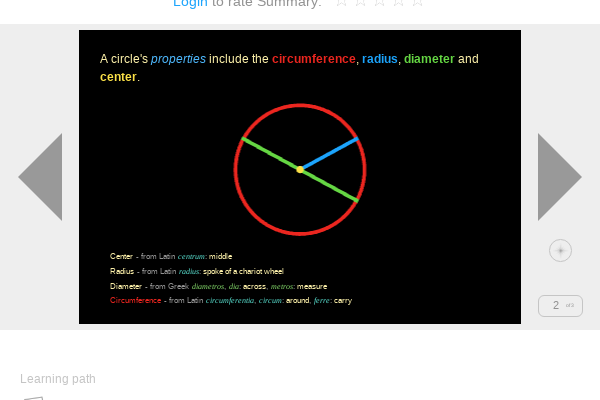 Login to rate Summary:
A circle's properties include the circumference, radius, diameter and
center.
Center - from Latin centrum: middle
Radius - from Latin radius: spoke of a chariot wheel
Diameter - from Greek diametros, dia: across, metros: measure
Circumference - from Latin circumferentia, circum: around, ferre: carry
2
Learning path